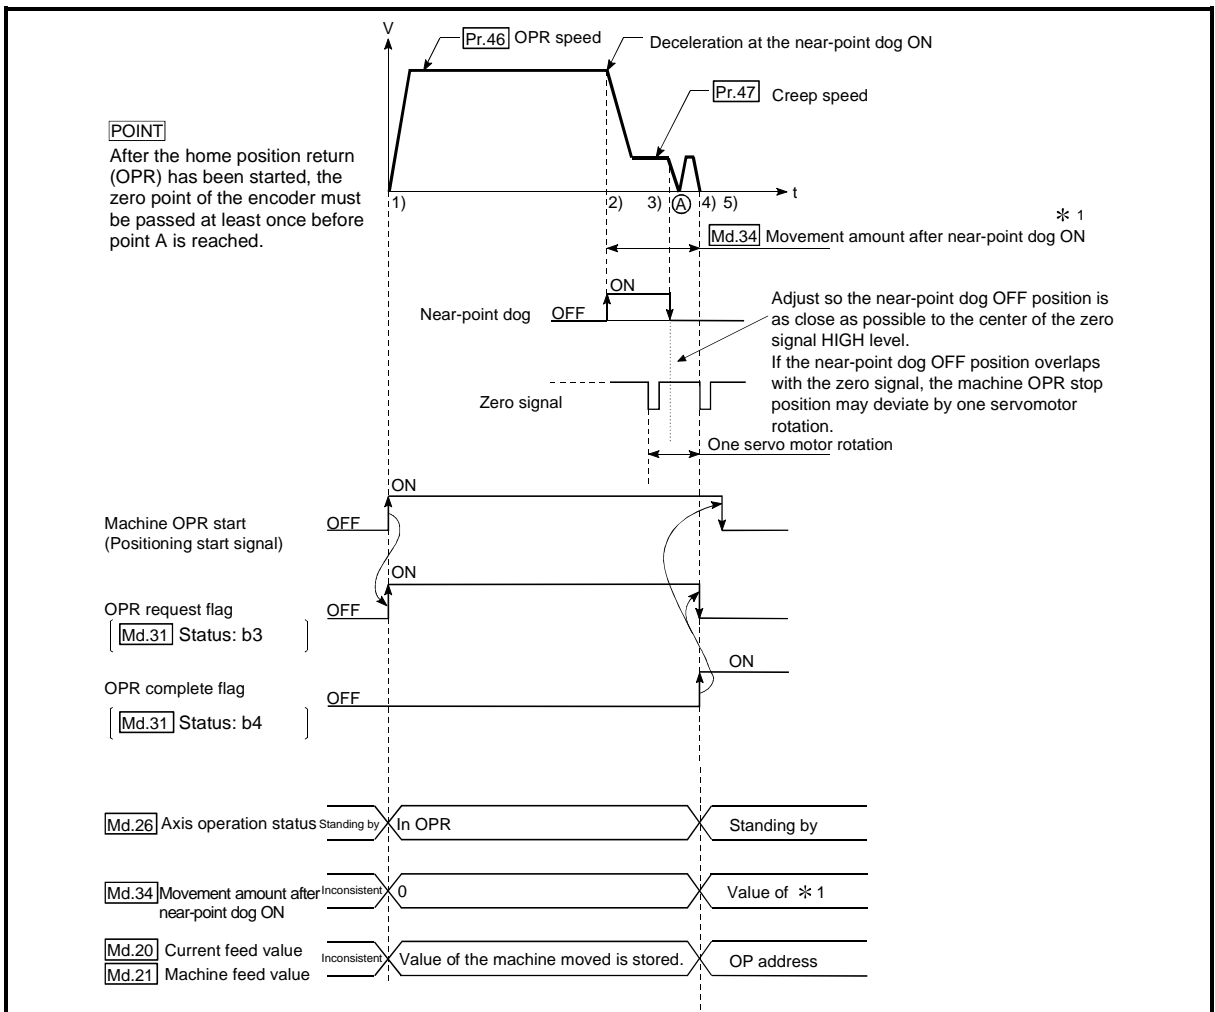 V
Pr.46 OPR speed
Deceleration at the near-point dog ON
Pr.47 Creep speed
POINT
After the home position return
(OPR) has been started, the
zero point of the encoder must
be passed at least once before
point A is reached.
t
1) 2) 3) A 4) 5)
＊1
Md.34 Movement amount after near-point dog ON
ON
Near-point dog OFF
Adjust so the near-point dog OFF position is
as close as possible to the center of the zero
signal HIGH level.
If the near-point dog OFF position overlaps
with the zero signal, the machine OPR stop
position may deviate by one servomotor
rotation.
Zero signal
One servo motor rotation
ON
Machine OPR start OFF
(Positioning start signal)
ON
OPR request flag OFF
[ Md.31 Status: b3 ]
ON
OPR complete flag OFF
[ Md.31 Status: b4 ]
Md.26 Axis operation status Standing by In OPR Standing by
Md.34 Movement amount after Inconsistent 0 Value of ＊1
near-point dog ON
Md.20 Current feed value
Inconsistent Value of the machine moved is stored. OP address
Md.21 Machine feed value